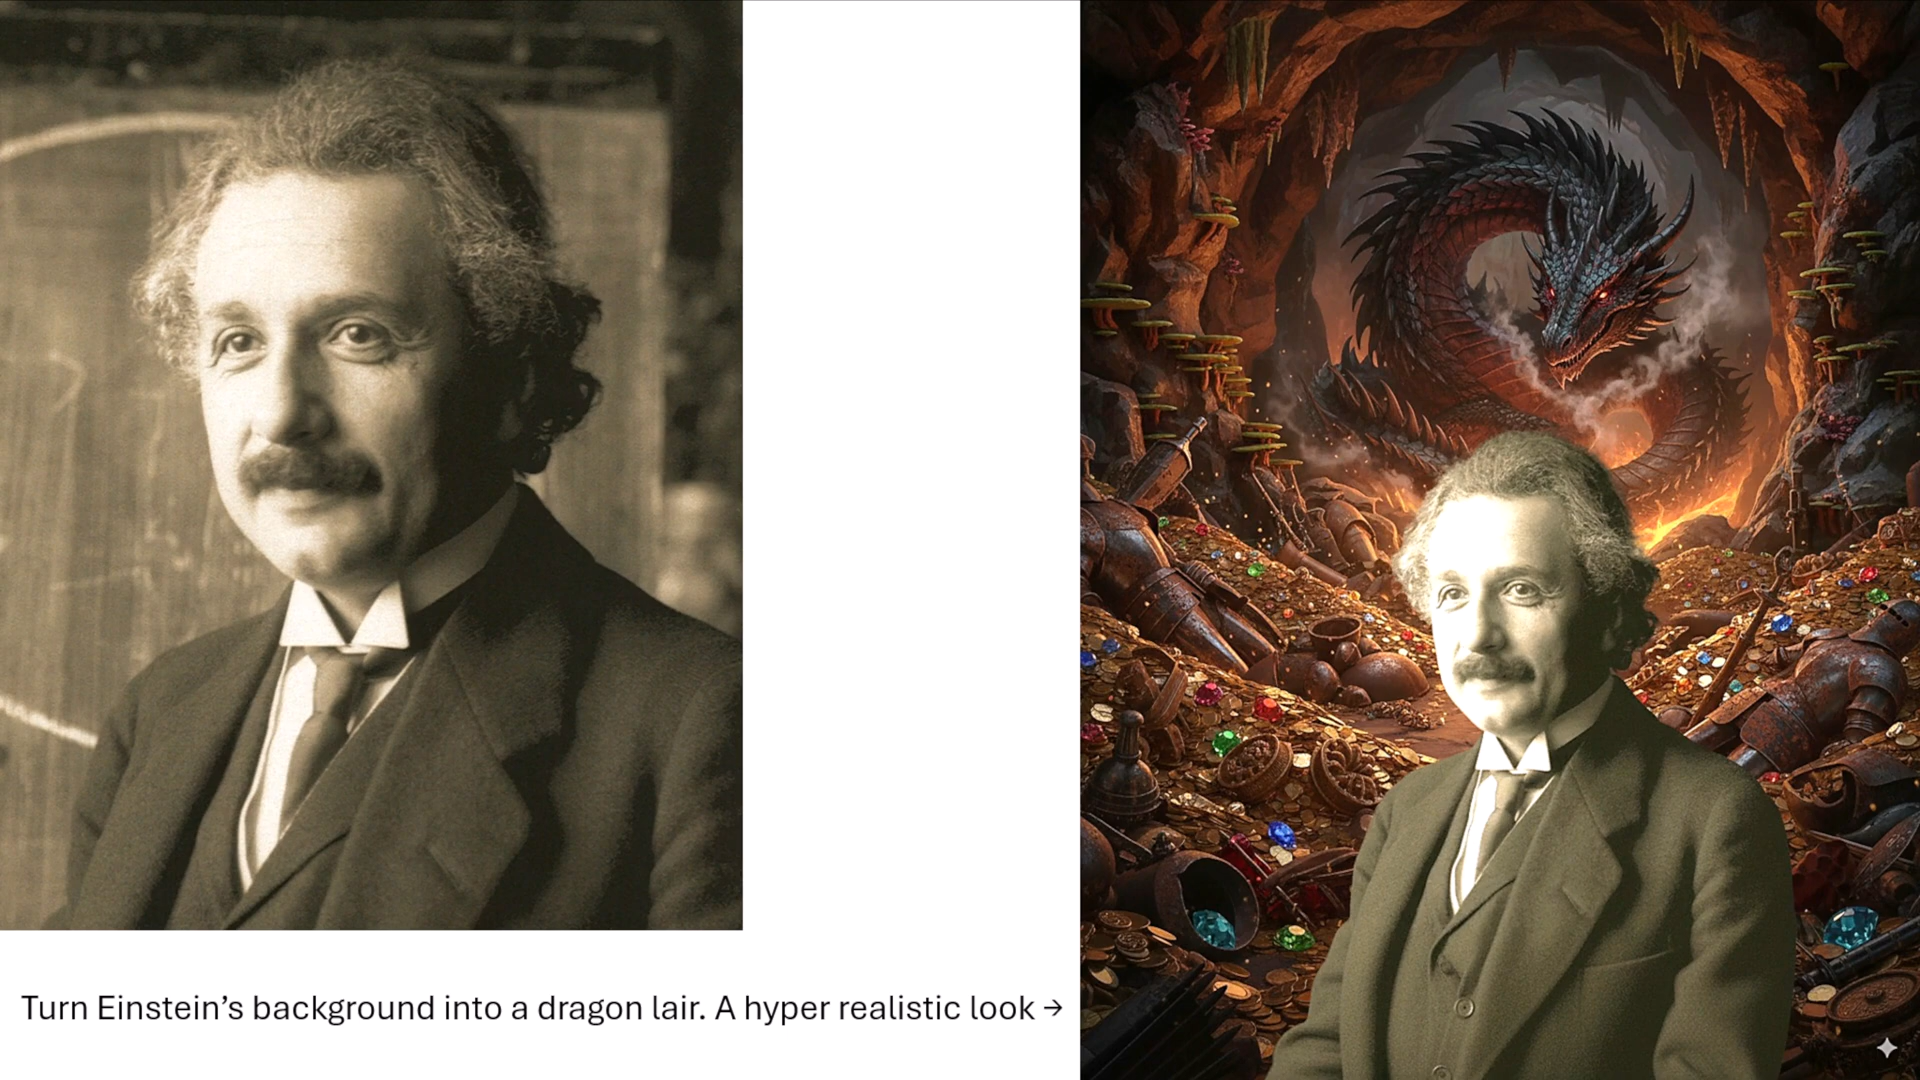 Turn Einstein’s background into a dragon lair. A hyper realistic look →